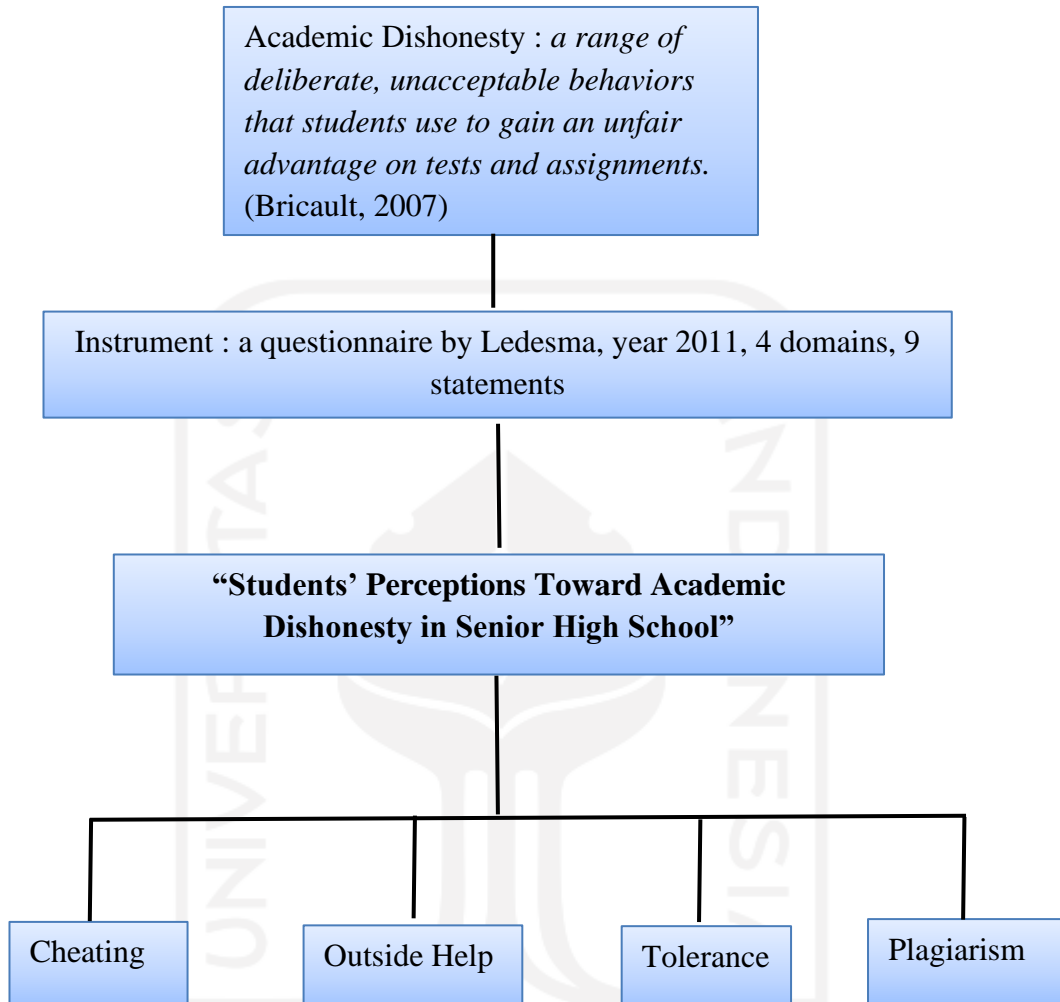 Academic Dishonesty : a range of
deliberate, unacceptable behaviors
that students use to gain an unfair
advantage on tests and assignments.
(Bricault, 2007)
Instrument : a questionnaire by Ledesma, year 2011, 4 domains, 9
statements
“Students’ Perceptions Toward Academic
Dishonesty in Senior High School”
Cheating
Outside Help
Tolerance
Plagiarism